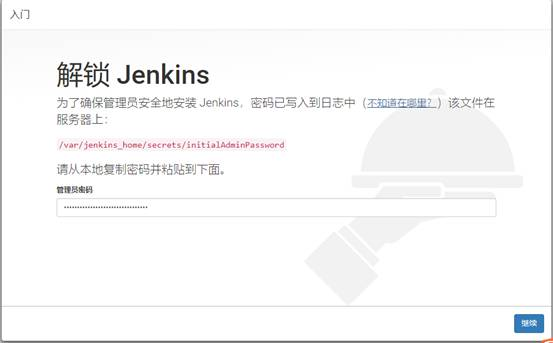 入门
解锁 Jenkins
为了确保管理员安全地安装 Jenkins，密码已写入到日志中（不知道在哪里？）该文件在
服务器上：
/var/jenkins_home/secrets/initialAdminPassword
请从本地复制密码并粘贴到下面。
管理员密码
继续